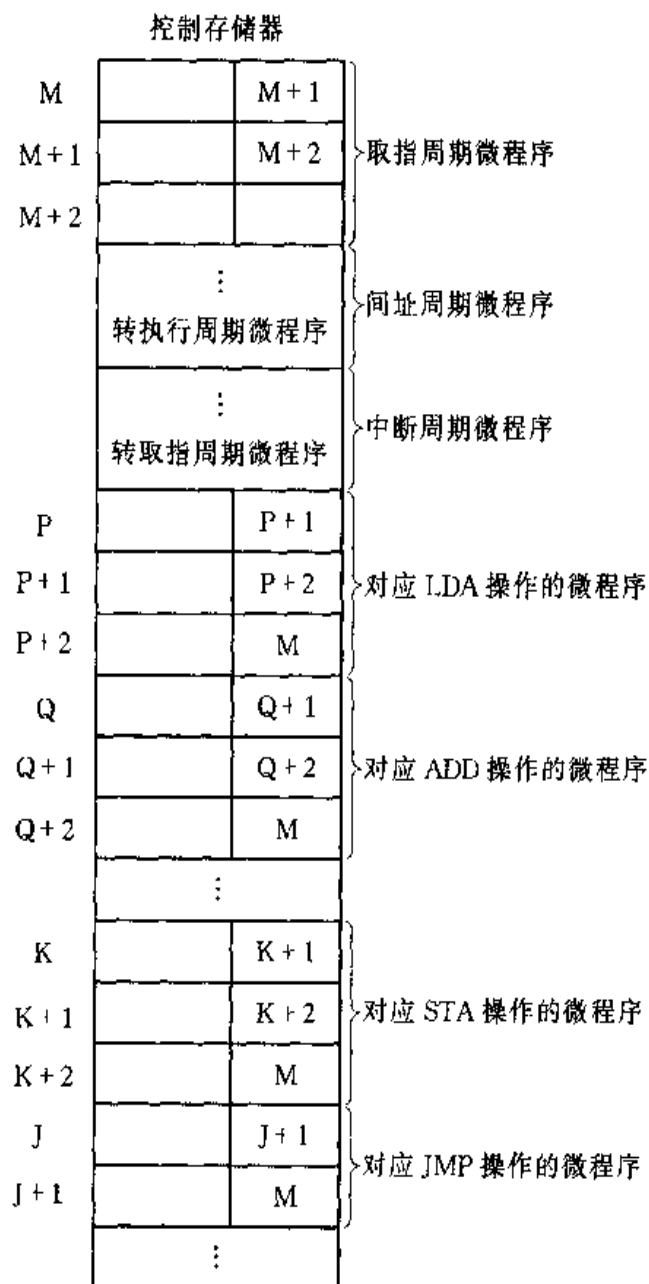 控制存储器
M M+1
M+1 M+2 取指周期微程序
M+2
⋮ 间址周期微程序
转执行周期微程序
⋮ 中断周期微程序
转取指周期微程序
P P+1
P+1 P+2 对应 LDA 操作的微程序
P+2 M
Q Q+1
Q+1 Q+2 对应 ADD 操作的微程序
Q+2 M
⋮
K K+1
K+1 K+2 对应 STA 操作的微程序
K+2 M
J J+1
对应 JMP 操作的微程序
J+1 M
⋮